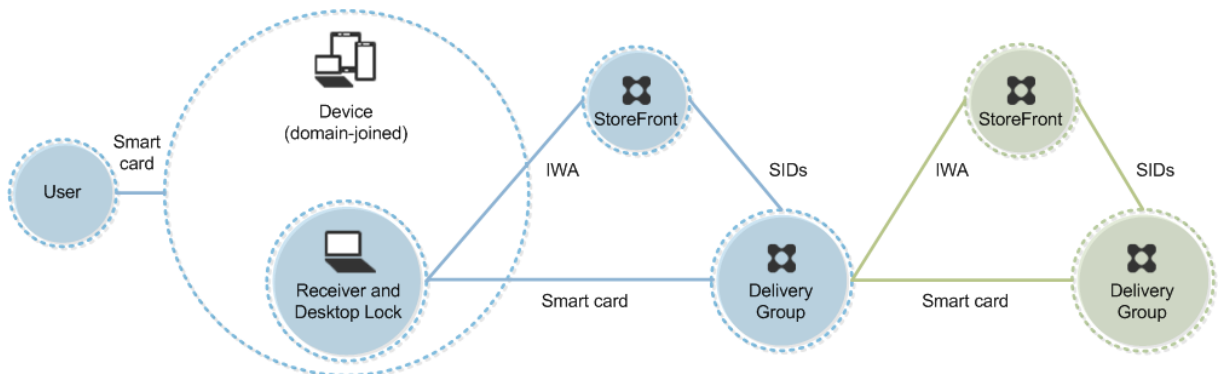 User
Smart
card
Device
(domain-joined)
Receiver and
Desktop Lock
IWA
StoreFront
SIDs
Smart card
Delivery
Group
IWA
StoreFront
SIDs
Smart card
Delivery
Group